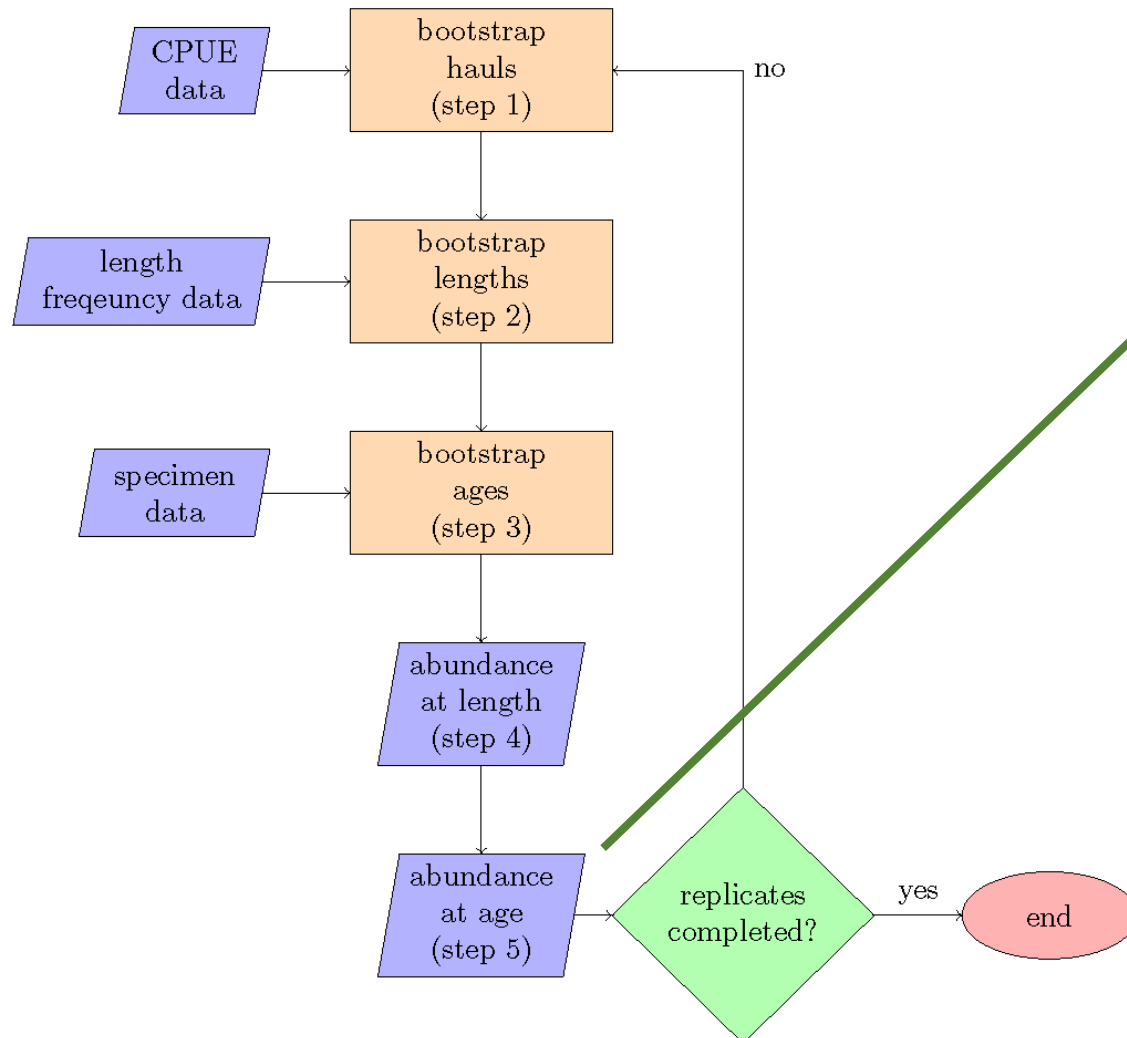 CPUE
data
bootstrap
hauls
(step 1)
no
length
freqeuncy data
bootstrap
lengths
(step 2)
specimen
data
bootstrap
ages
(step 3)
abundance
at length
(step 4)
abundance
at age
(step 5)
replicates
completed?
yes
end